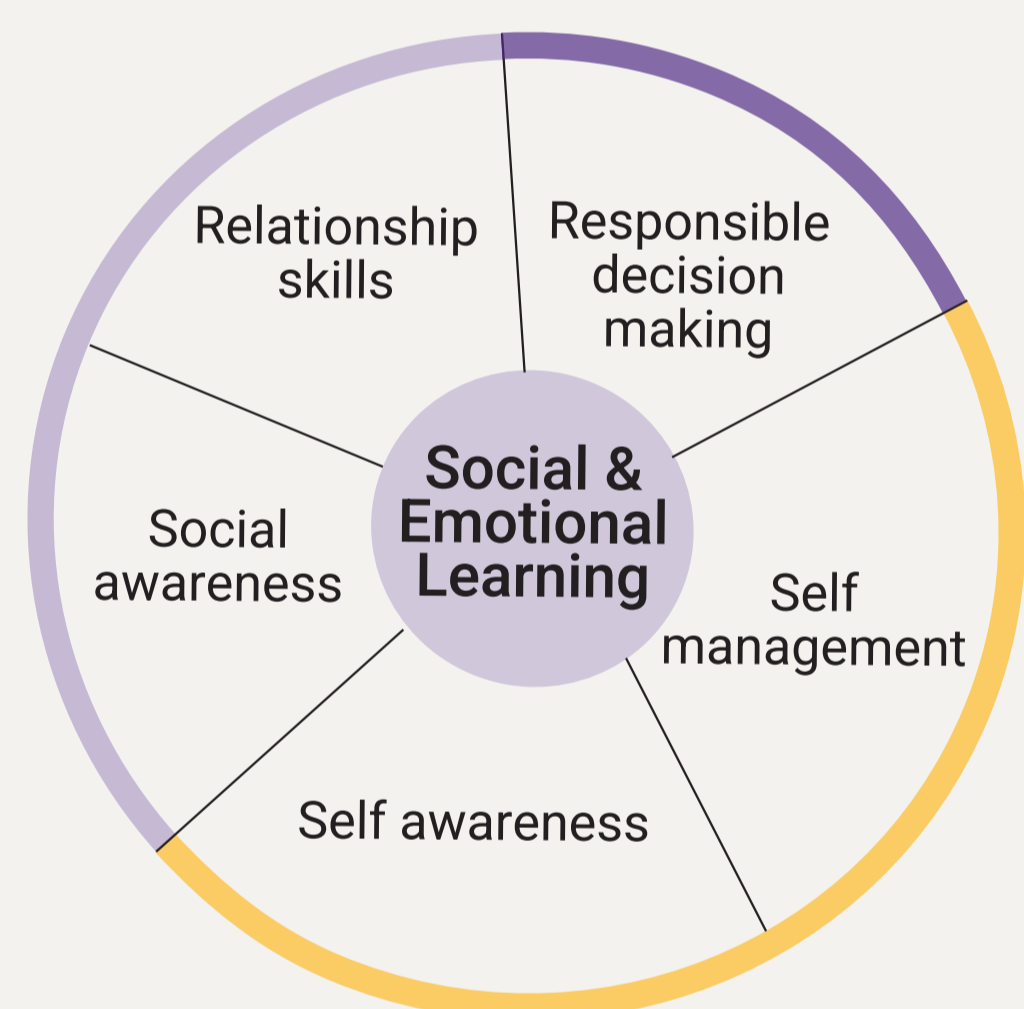 Relationship
skills
Responsible
decision
making
Social &
Emotional
Learning
Social
awareness
Self
management
Self awareness